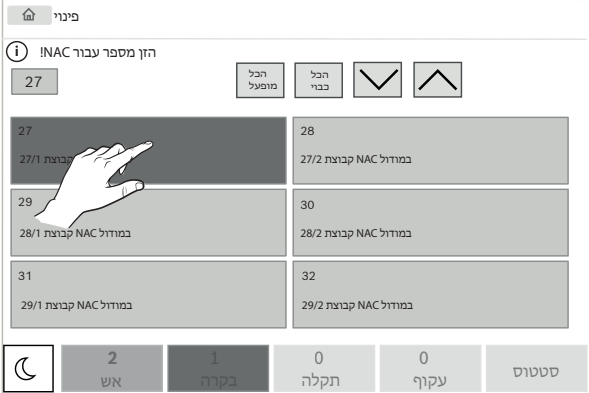 פינוי
הזן מספר עבור NAC!
27
הכל
מופעל
הכל
כבוי
27
קבוצת 27/1
28
במודול NAC קבוצת 27/2
29
במודול NAC קבוצת 28/1
30
במודול NAC קבוצת 28/2
31
במודול NAC קבוצת 29/1
32
במודול NAC קבוצת 29/2
2
אש
1
בקרה
0
תקלה
0
עקוף
סטטוס